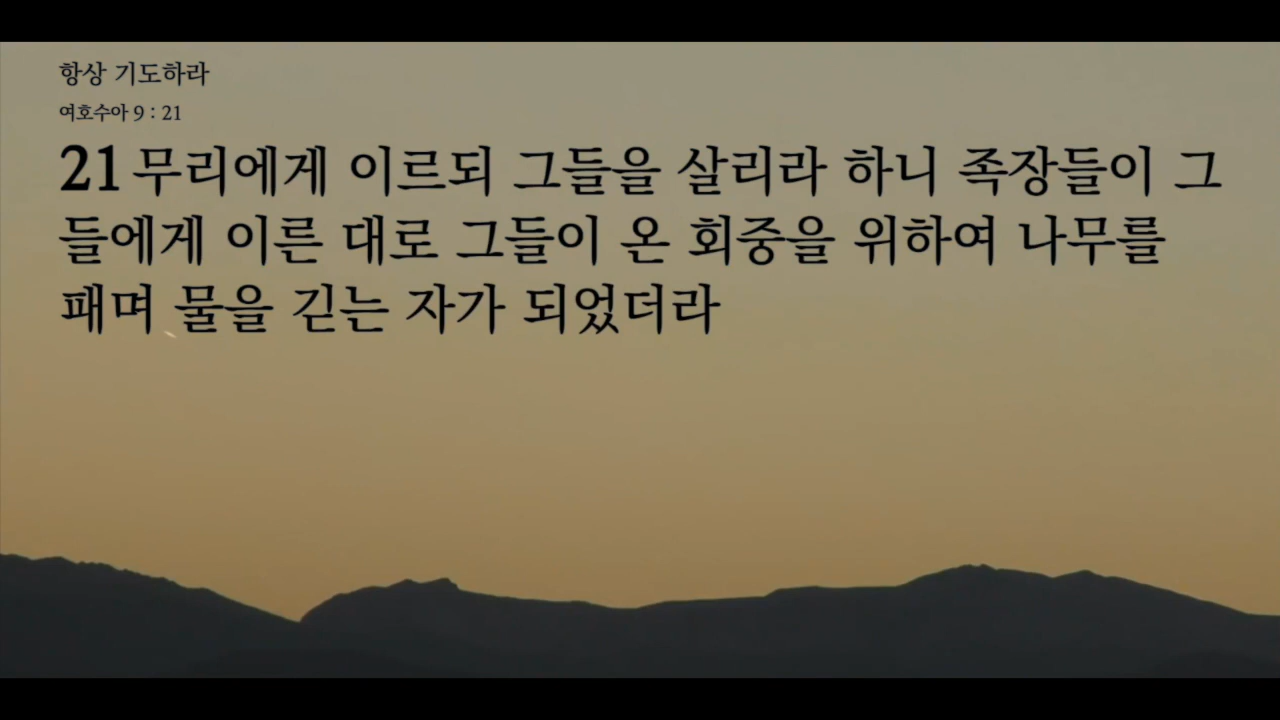 항상 기도하라
여호수아 9 : 21
21 무리에게 이르되 그들을 살리라 하니 족장들이 그
들에게 이른 대로 그들이 온 회중을 위하여 나무를
패며 물을 긷는 자가 되었더라